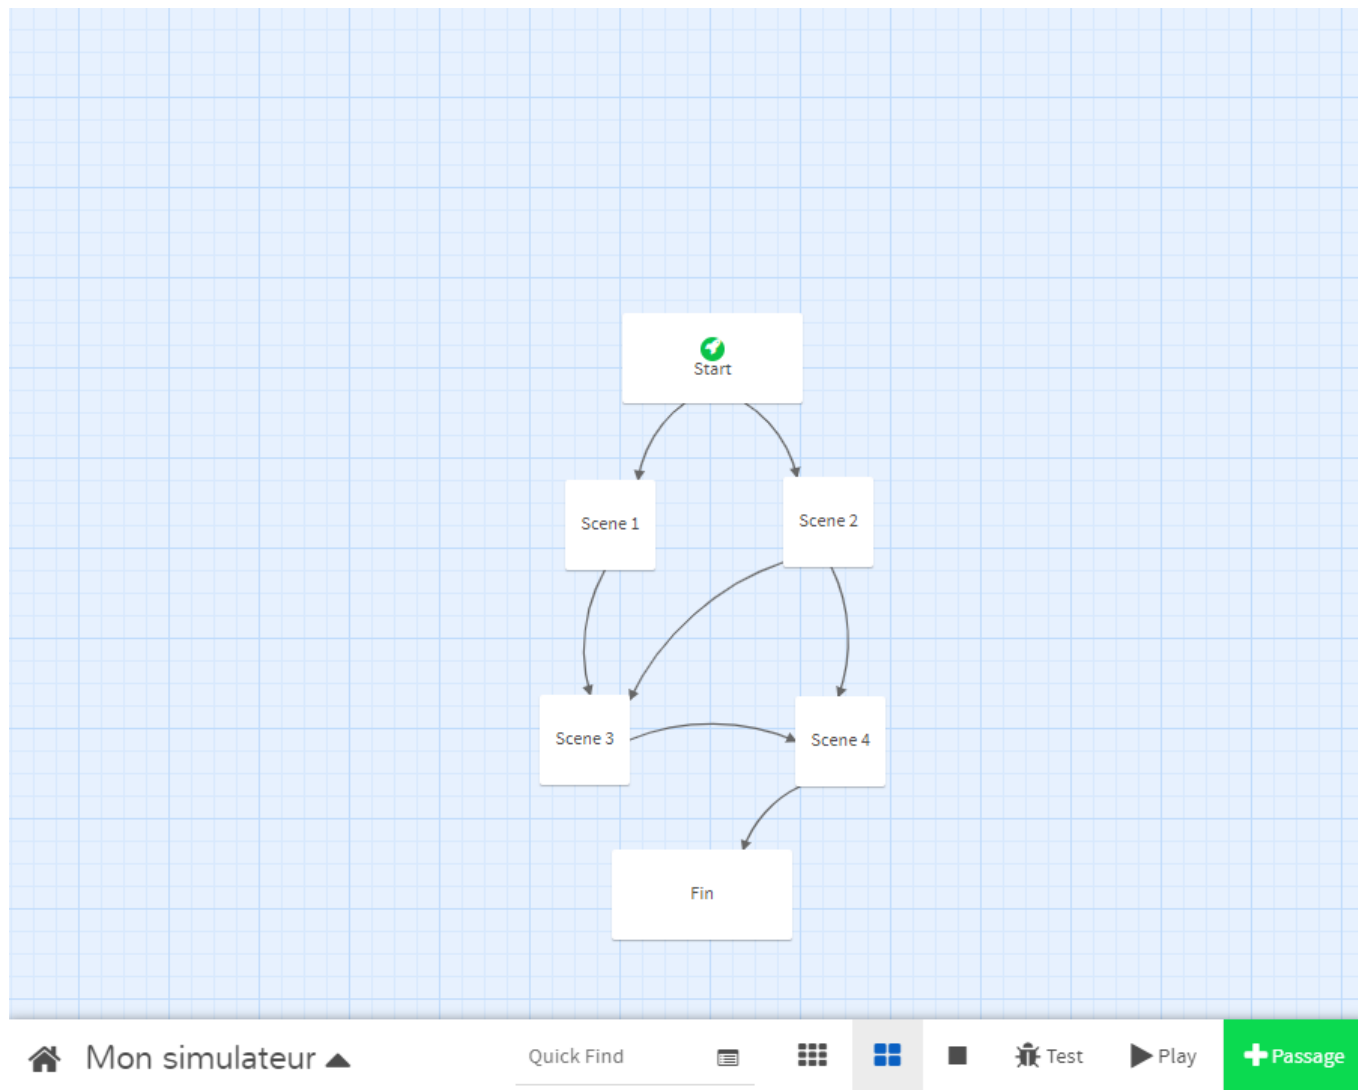 Start
Scene 1
Scene 2
Scene 3
Scene 4
Fin
Mon simulateur
Quick Find
Test
Play
Passage